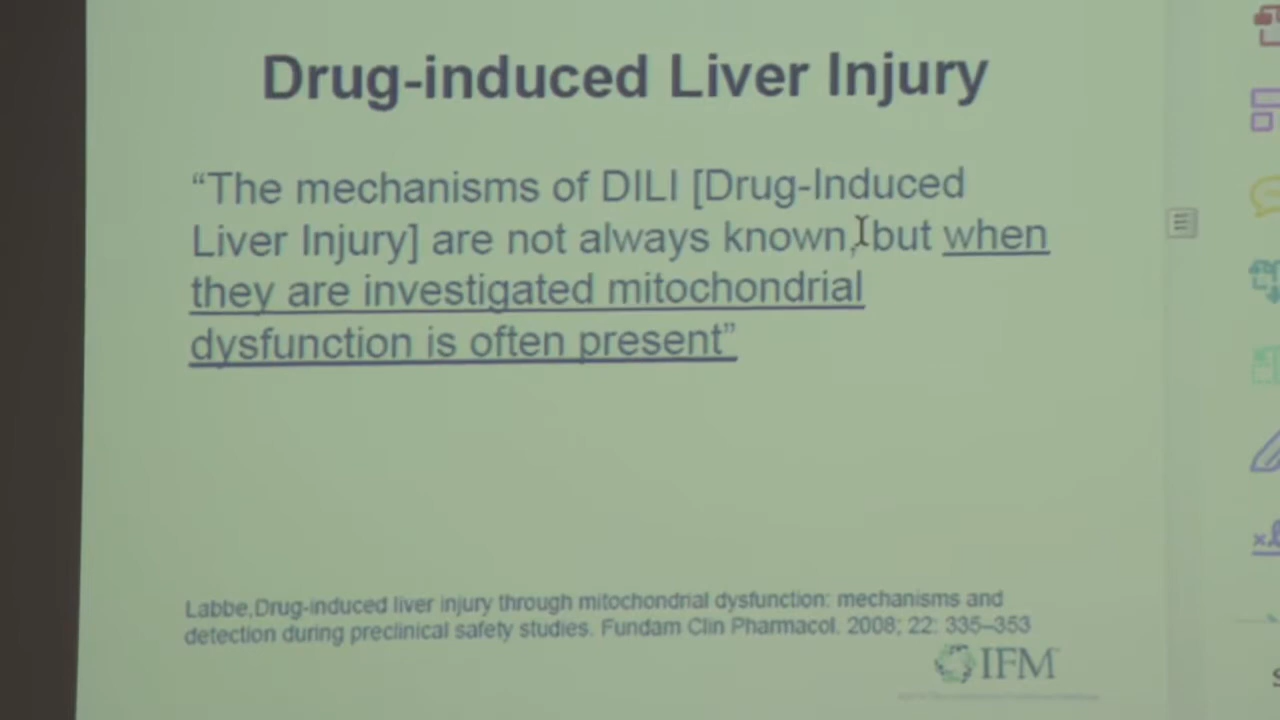 Drug-induced Liver Injury
“The mechanisms of DILI [Drug-Induced
Liver Injury] are not always known, but when
they are investigated mitochondrial
dysfunction is often present”
Labbe,Drug-induced liver injury through mitochondrial dysfunction: mechanisms and
detection during preclinical safety studies. Fundam Clin Pharmacol. 2008; 22: 335–353
IFM